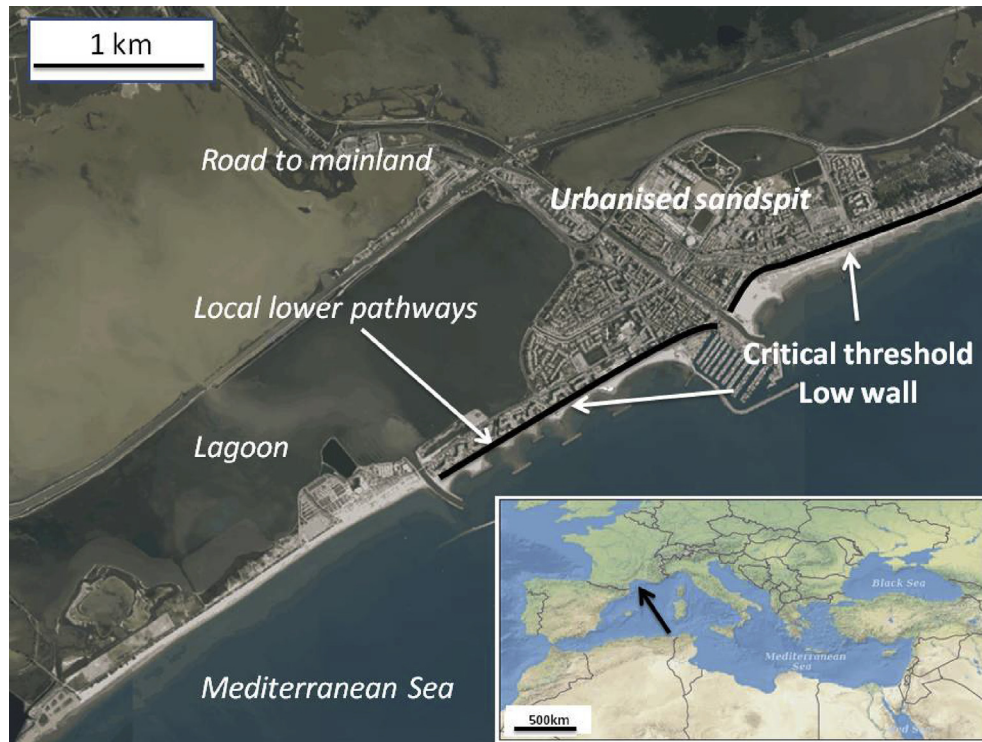 1 km
Road to mainland
Urbanised sandspit
Local lower pathways
Critical threshold
Low wall
Lagoon
Mediterranean Sea
Black Sea
Mediterranean
Sea
500km